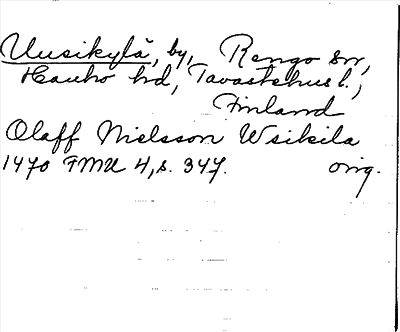 Uusikylä, by, Rengo sn,
Hauho hd, Tavastehus l.,
Finland
Olaff Nielsson Wsikila
1470 FMU 4, s. 347. orig.